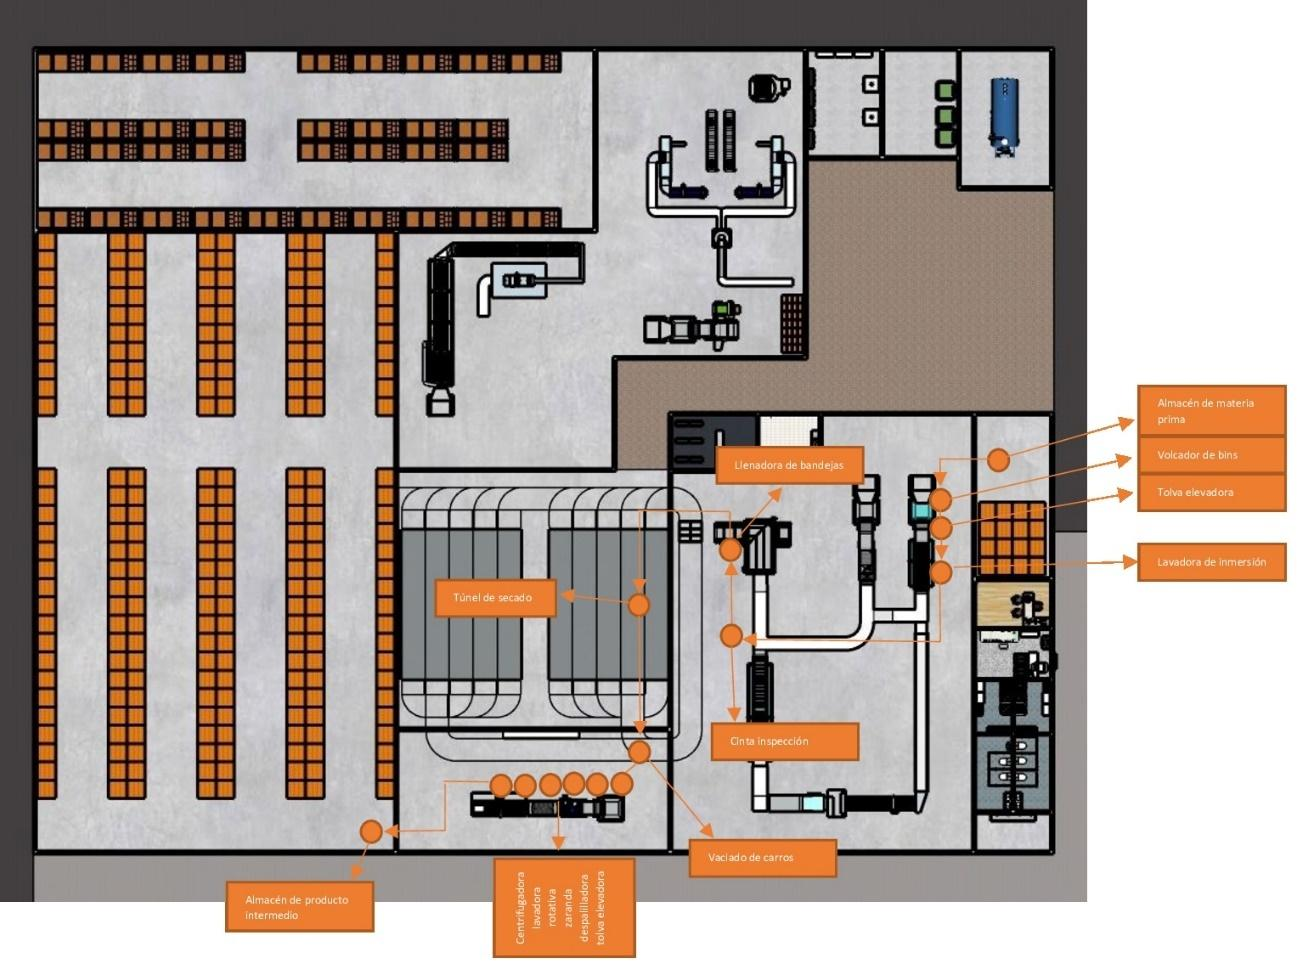 Almacén de materia
prima
Volcador de bins
Tolva elevadora
Lavadora de inmersión
Llenadora de bandejas
Túnel de secado
Cinta inspección
Vaciado de carros
Almacén de producto
intermedio
Centrifugadora
lavadora
rotativa
zaranda
despalilladora
tolva elevadora